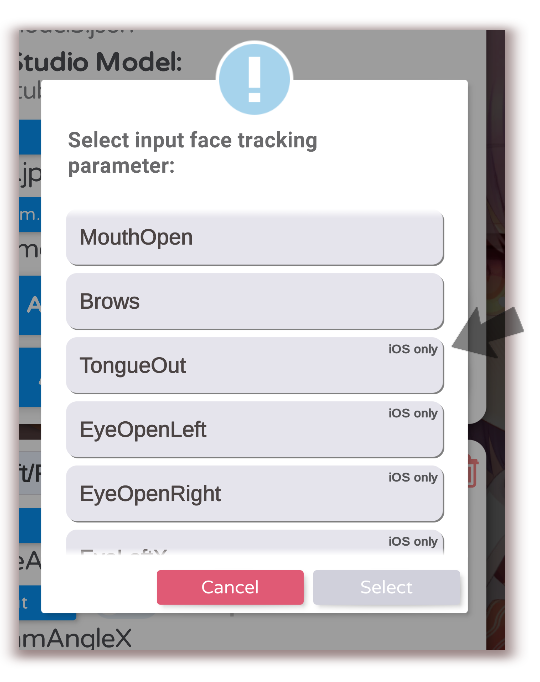 Studio Model:
Select input face tracking
parameter:
MouthOpen
Brows
iOS only
TongueOut
iOS only
EyeOpenLeft
iOS only
EyeOpenRight
iOS only
EyeLeftX
Cancel
Select
mAngleX